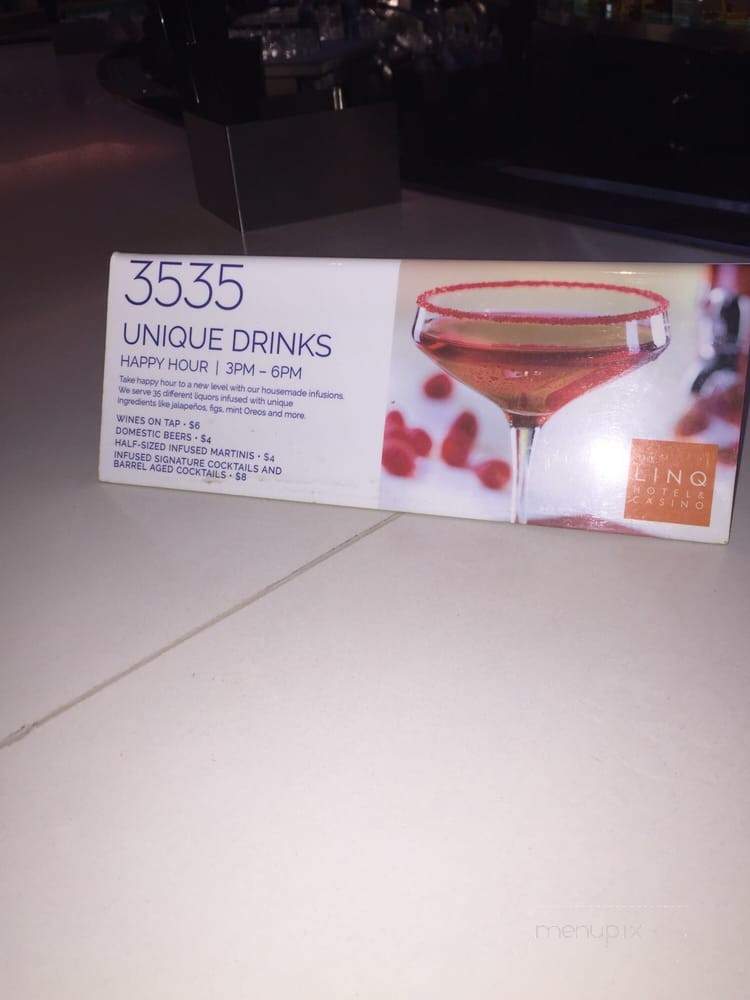 3535
UNIQUE DRINKS
HAPPY HOUR | 3PM – 6PM
Take happy hour to a new level with our housemade infusions.
We serve 35 different liquors infused with unique
ingredients like jalapeños, figs, mint Oreos and more.
WINES ON TAP • $6
DOMESTIC BEERS • $4
HALF-SIZED INFUSED MARTINIS • $4
INFUSED SIGNATURE COCKTAILS AND
BARREL AGED COCKTAILS • $8
THE
LINQ
HOTEL &
CASINO
menupix